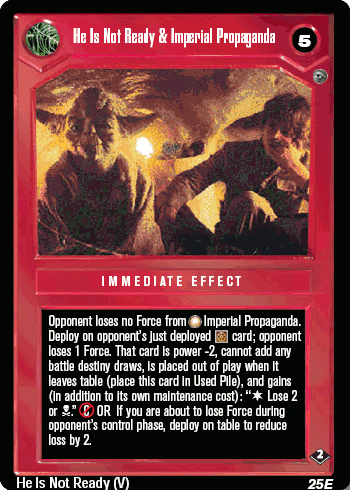 He Is Not Ready & Imperial Propaganda
5
IMMEDIATE EFFECT
Opponent loses no Force from Imperial Propaganda.
Deploy on opponent's just deployed card; opponent
loses 1 Force. That card is power -2, cannot add any
battle destiny draws, is placed out of play when it
leaves table (place this card in Used Pile), and gains
(in addition to its own maintenance cost): "Lose 2
or ." C OR If you are about to lose Force during
opponent's control phase, deploy on table to reduce
loss by 2.
2
He Is Not Ready (V)
25E